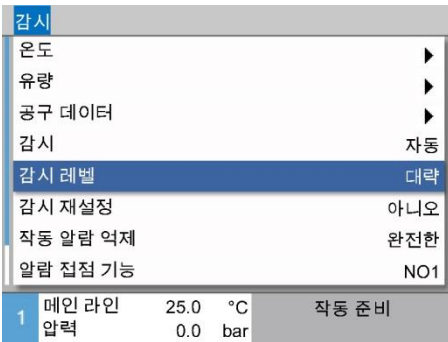 감시
온도
유량
공구 데이터
감시 자동
감시 레벨 대략
감시 재설정 아니오
작동 알람 억제 완전한
알람 접점 기능 NO1
1 메인 라인 25.0 °C 작동 준비
압력 0.0 bar